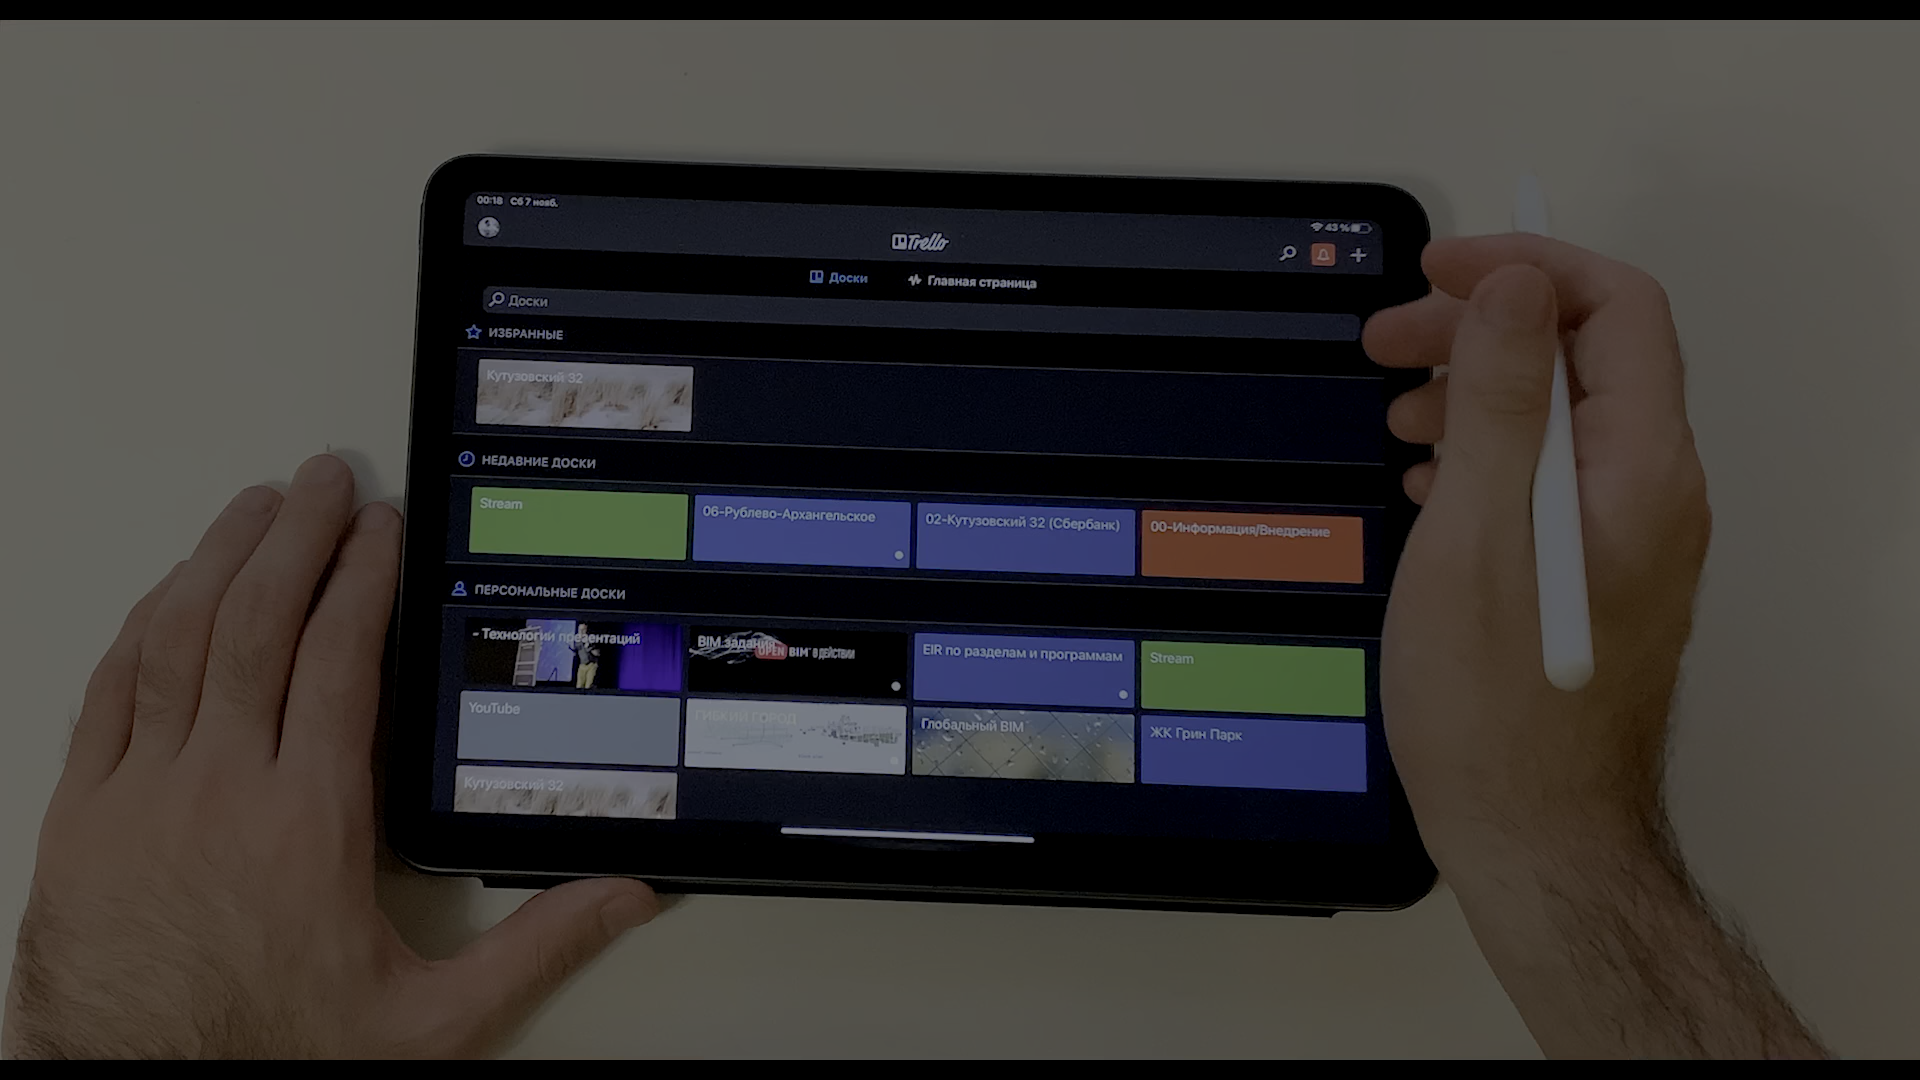 00:18 Сб 7 нояб.
43 %
Trello
Доски
Главная страница
Доски
ИЗБРАННЫЕ
Кутузовский 32
НЕДАВНИЕ ДОСКИ
Stream
06-Рублево-Архангельское
02-Кутузовский 32 (Сбербанк)
00-Информация/Внедрение
ПЕРСОНАЛЬНЫЕ ДОСКИ
- Технологии презентаций
BIM задания
OPEN BIM В ДЕЙСТВИИ
EIR по разделам и программам
Stream
YouTube
ГИБКИЙ ГОРОД
Глобальный BIM
ЖК Грин Парк
Кутузовский 32